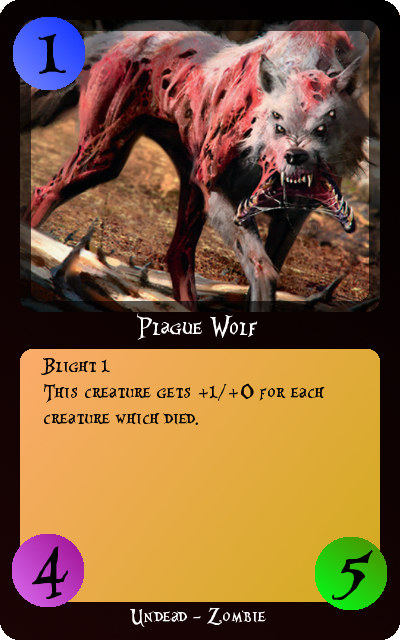 1
Plague Wolf
Blight 1
This creature gets +1/+0 for each
creature which died.
4
5
Undead - Zombie